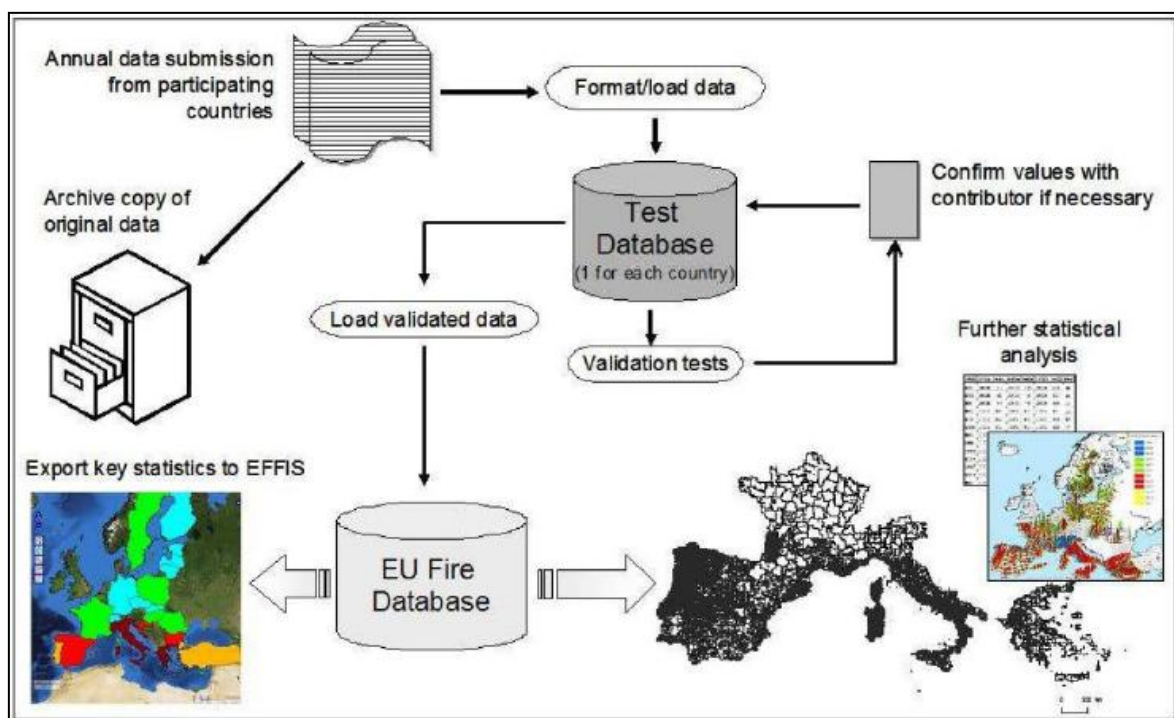 Annual data submission
from participating
countries
Format/load data
Archive copy of
original data
Test
Database
(1 for each country)
Confirm values with
contributor if necessary
Load validated data
Validation tests
Further statistical
analysis
Export key statistics to EFFIS
EU Fire
Database